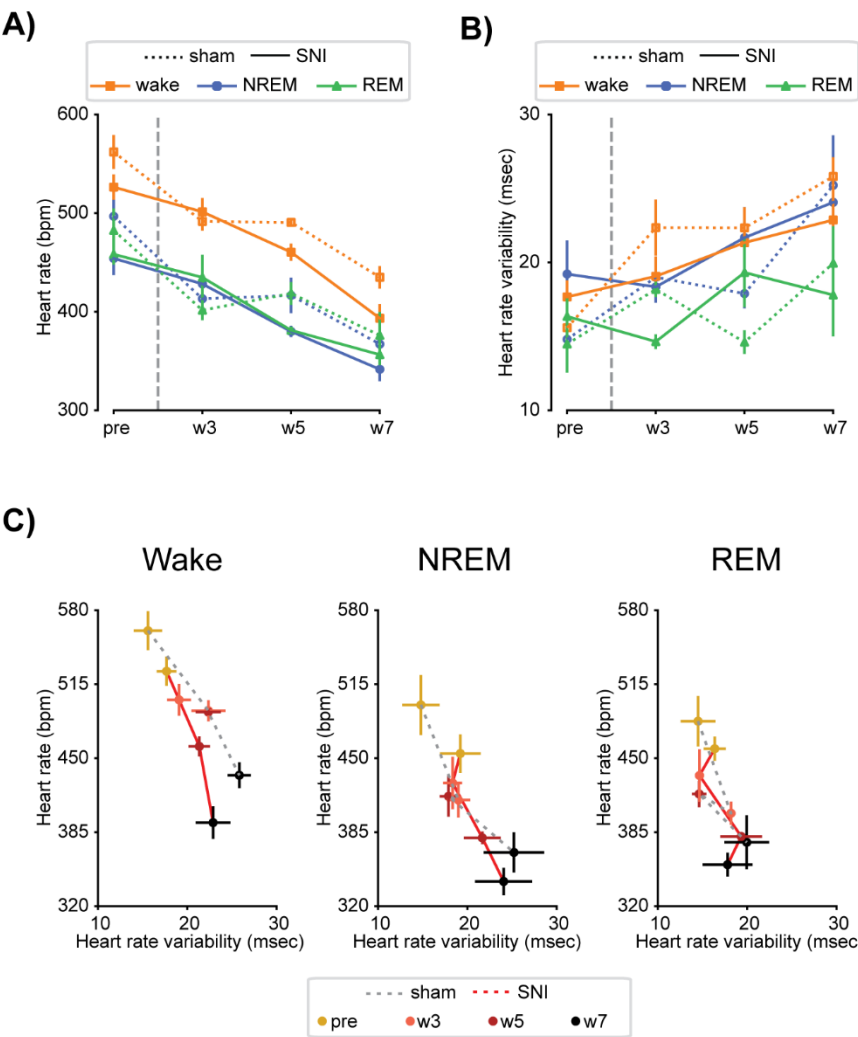 A)
sham SNI
wake NREM REM
600
500
400
300
Heart rate (bpm)
pre w3 w5 w7
B)
sham SNI
wake NREM REM
30
20
10
Heart rate variability (msec)
pre w3 w5 w7
C)
Wake
580
515
450
385
320
Heart rate (bpm)
10 20 30
Heart rate variability (msec)
NREM
580
515
450
385
320
Heart rate (bpm)
10 20 30
Heart rate variability (msec)
REM
580
515
450
385
320
Heart rate (bpm)
10 20 30
Heart rate variability (msec)
sham SNI
pre w3 w5 w7